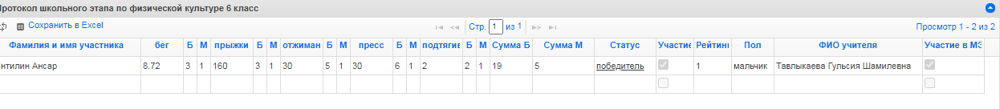 ротокол школьного этапа по физической культуре 6 класс
Сохранить в Excel Стр. 1 из 1 Просмотр 1 - 2 из 2
Фамилия и имя участника бег Б М прыжки Б М отжиман Б М пресс Б М подтягив Б М Сумма Б Сумма М Статус Участие Рейтинг Пол ФИО учителя Участие в МЭ
нтилин Ансар 8.72 3 1 160 3 1 30 5 1 30 6 1 2 2 1 19 5 победитель 1 мальчик Тавлыкаева Гульсия Шамилевна